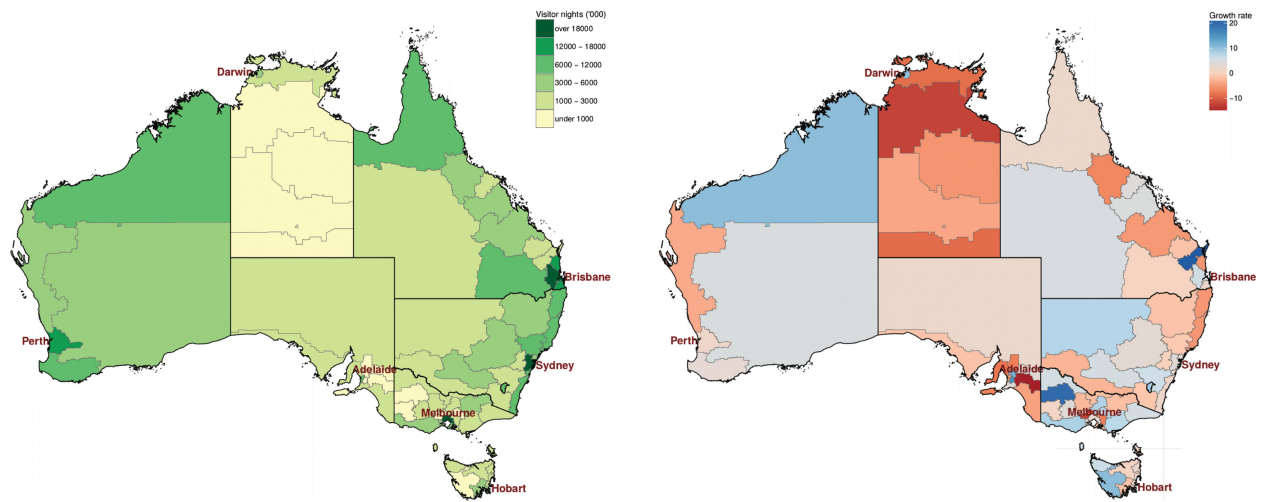 Visitor nights ('000)
over 18000
12000 − 18000
6000 − 12000
3000 − 6000
1000 − 3000
under 1000
Darwin
Brisbane
Perth
Sydney
Adelaide
Melbourne
Hobart
Growth rate
20
10
0
−10
Darwin
Brisbane
Perth
Sydney
Adelaide
Melbourne
Hobart